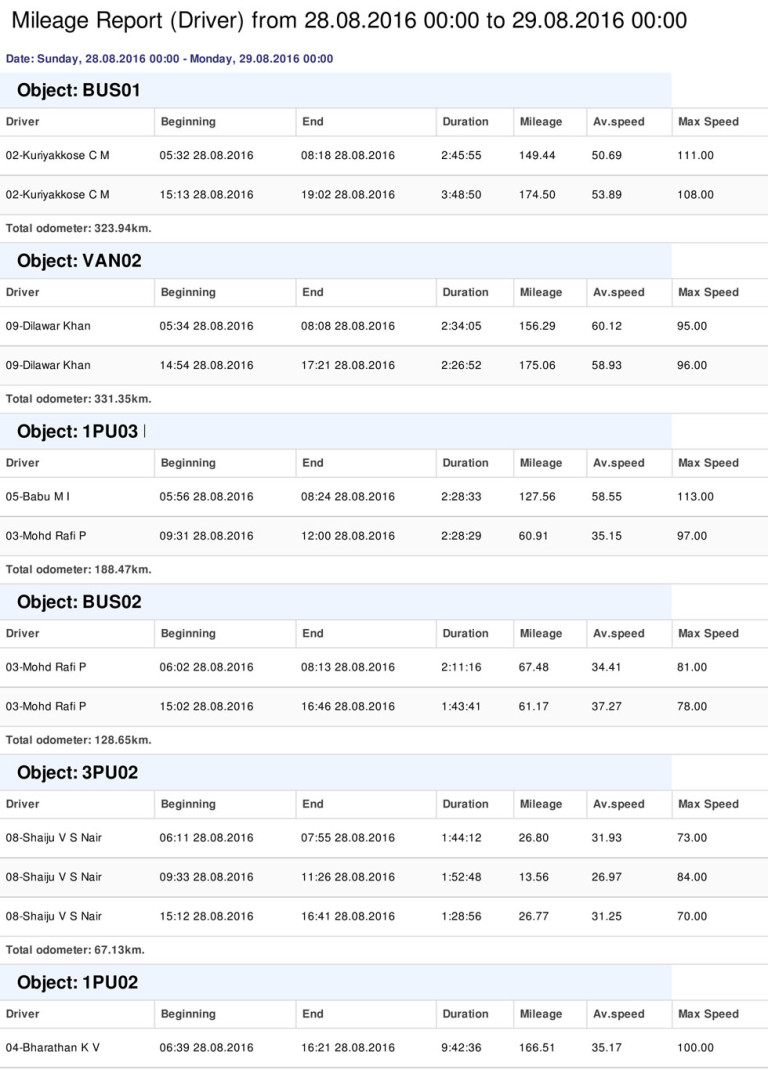 Mileage Report (Driver) from 28.08.2016 00:00 to 29.08.2016 00:00
Date: Sunday, 28.08.2016 00:00 - Monday, 29.08.2016 00:00
Object: BUS01
Driver Beginning End Duration Mileage Av.speed Max Speed
02-Kuriyakkose C M 05:32 28.08.2016 08:18 28.08.2016 2:45:55 149.44 50.69 111.00
02-Kuriyakkose C M 15:13 28.08.2016 19:02 28.08.2016 3:48:50 174.50 53.89 108.00
Total odometer: 323.94km.
Object: VAN02
Driver Beginning End Duration Mileage Av.speed Max Speed
09-Dilawar Khan 05:34 28.08.2016 08:08 28.08.2016 2:34:05 156.29 60.12 95.00
09-Dilawar Khan 14:54 28.08.2016 17:21 28.08.2016 2:26:52 175.06 58.93 96.00
Total odometer: 331.35km.
Object: 1PU03 |
Driver Beginning End Duration Mileage Av.speed Max Speed
05-Babu M I 05:56 28.08.2016 08:24 28.08.2016 2:28:33 127.56 58.55 113.00
03-Mohd Rafi P 09:31 28.08.2016 12:00 28.08.2016 2:28:29 60.91 35.15 97.00
Total odometer: 188.47km.
Object: BUS02
Driver Beginning End Duration Mileage Av.speed Max Speed
03-Mohd Rafi P 06:02 28.08.2016 08:13 28.08.2016 2:11:16 67.48 34.41 81.00
03-Mohd Rafi P 15:02 28.08.2016 16:46 28.08.2016 1:43:41 61.17 37.27 78.00
Total odometer: 128.65km.
Object: 3PU02
Driver Beginning End Duration Mileage Av.speed Max Speed
08-Shaiju V S Nair 06:11 28.08.2016 07:55 28.08.2016 1:44:12 26.80 31.93 73.00
08-Shaiju V S Nair 09:33 28.08.2016 11:26 28.08.2016 1:52:48 13.56 26.97 84.00
08-Shaiju V S Nair 15:12 28.08.2016 16:41 28.08.2016 1:28:56 26.77 31.25 70.00
Total odometer: 67.13km.
Object: 1PU02
Driver Beginning End Duration Mileage Av.speed Max Speed
04-Bharathan K V 06:39 28.08.2016 16:21 28.08.2016 9:42:36 166.51 35.17 100.00